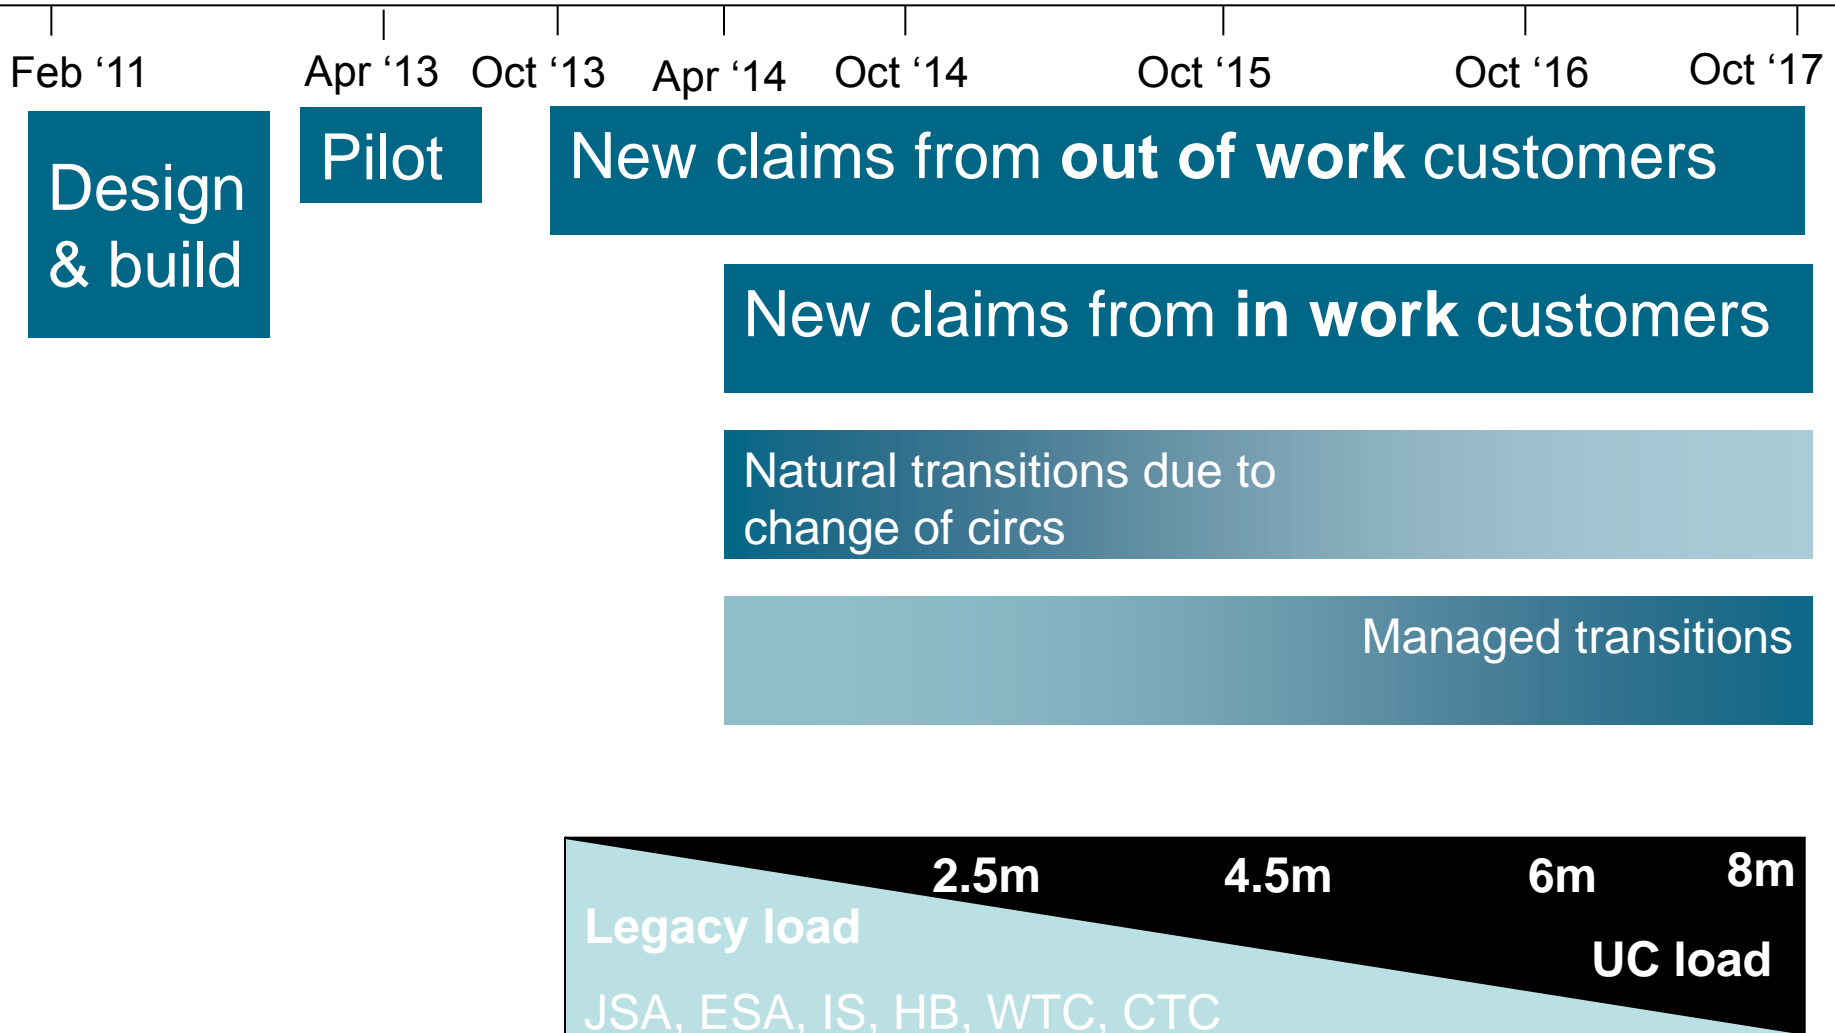 Feb ‘11
Apr ‘13
Oct ‘13
Apr ‘14
Oct ‘14
Oct ‘15
Oct ‘16
Oct ‘17
Design
& build
Pilot
New claims from out of work customers
New claims from in work customers
Natural transitions due to
change of circs
Managed transitions
2.5m
4.5m
6m
8m
Legacy load
UC load
JSA, ESA, IS, HB, WTC, CTC